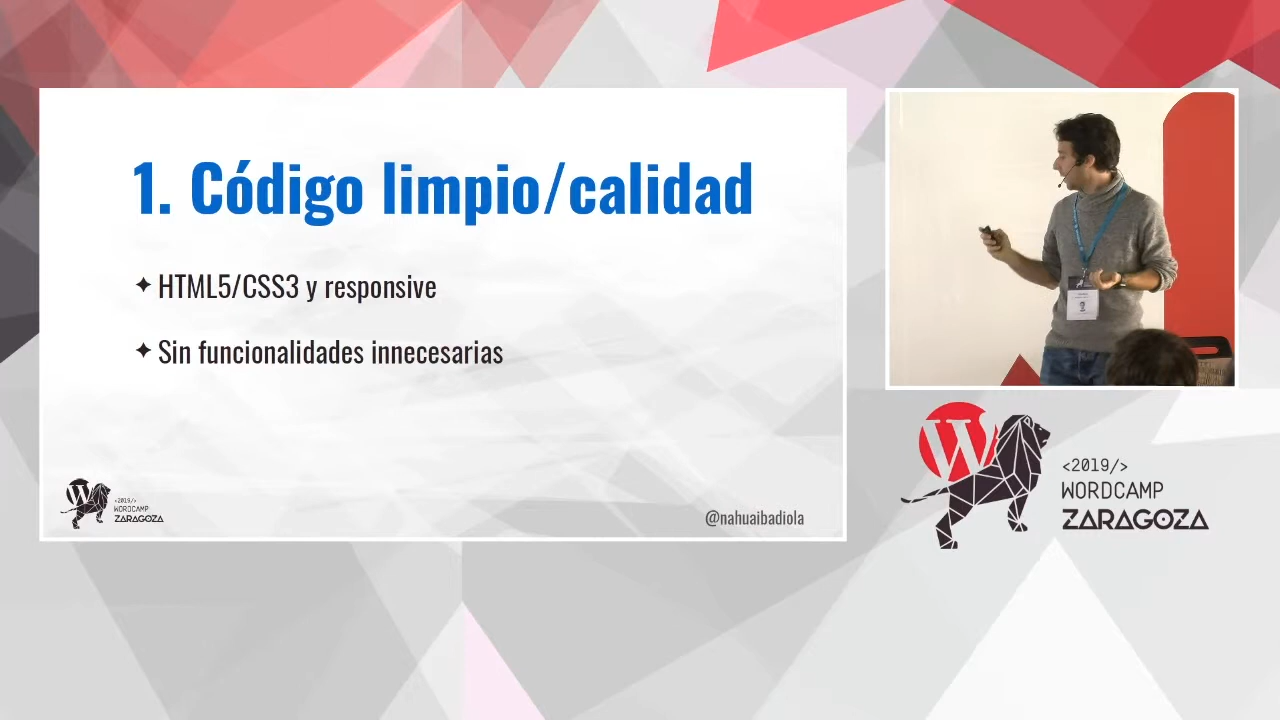 1. Código limpio/calidad
✦ HTML5/CSS3 y responsive
✦ Sin funcionalidades innecesarias
<2019/>
WORDCAMP
ZARAGOZA
@nahuaibadiola
W
<2019/>
WORDCAMP
ZARAGOZA